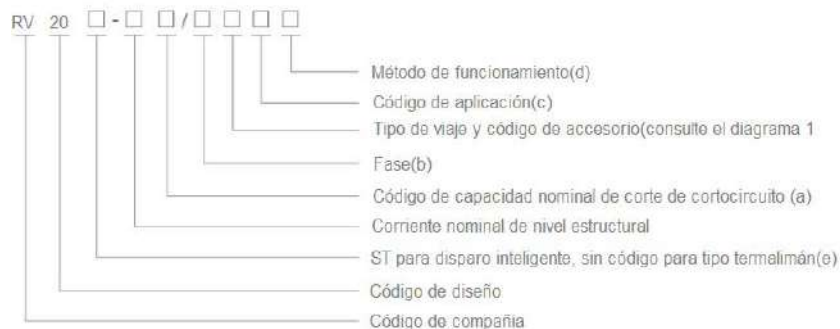 RV 20 □-□ □/□ □ □ □
Método de funcionamiento(d)
Código de aplicación(c)
Tipo de viaje y código de accesorio(consulte el diagrama 1
Fase(b)
Código de capacidad nominal de corte de cortocircuito (a)
Corriente nominal de nivel estructural
ST para disparo inteligente, sin código para tipo termalimán(e)
Código de diseño
Código de compañia